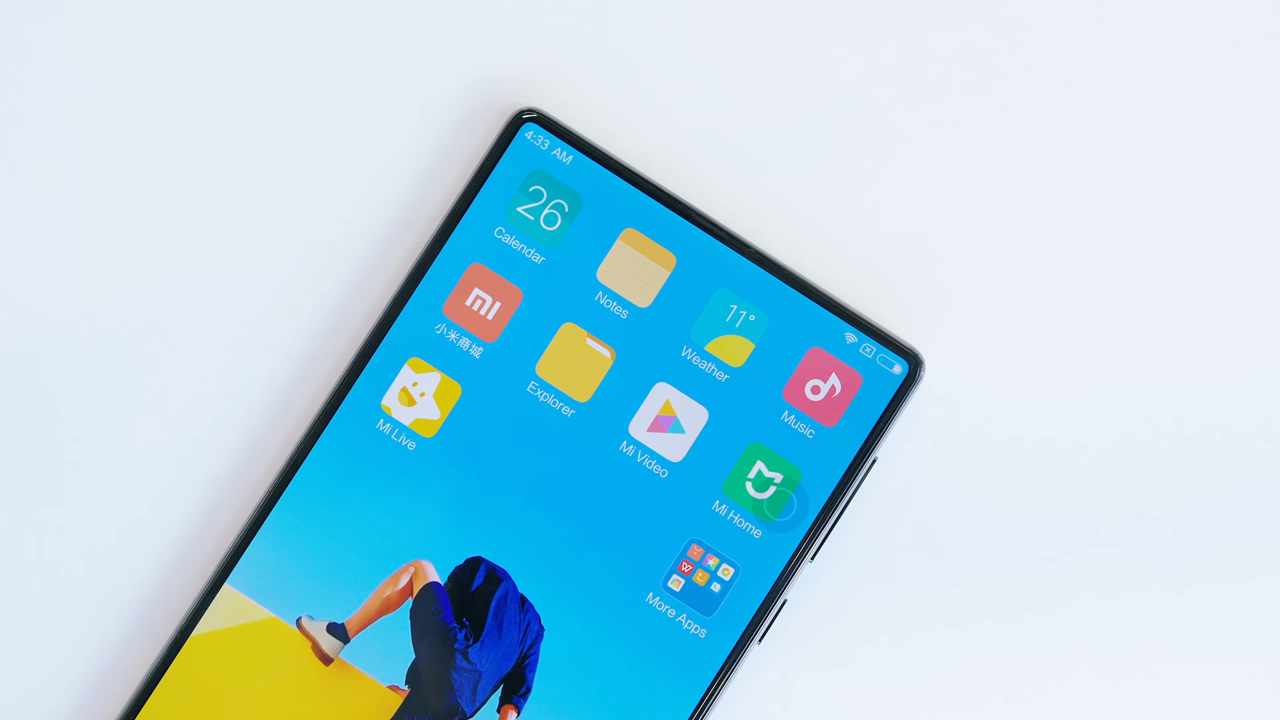 4:33 AM
26
Calendar
Notes
11°
Weather
Music
mi
小米商城
Explorer
Mi Video
Mi Home
Mi Live
More Apps